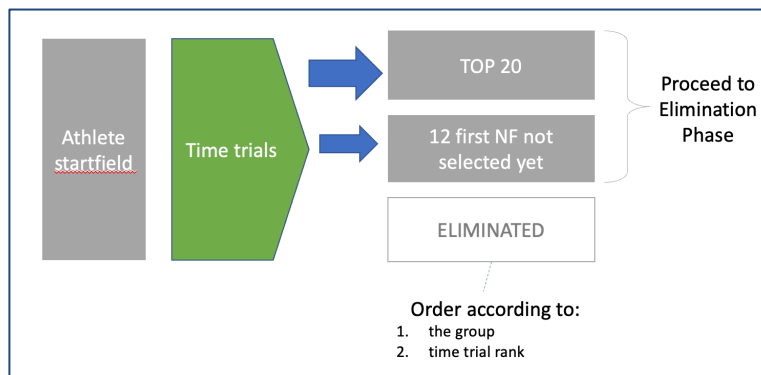 Athlete
startfield
Time trials
TOP 20
12 first NF not
selected yet
ELIMINATED
Proceed to
Elimination
Phase
Order according to:
1. the group
2. time trial rank